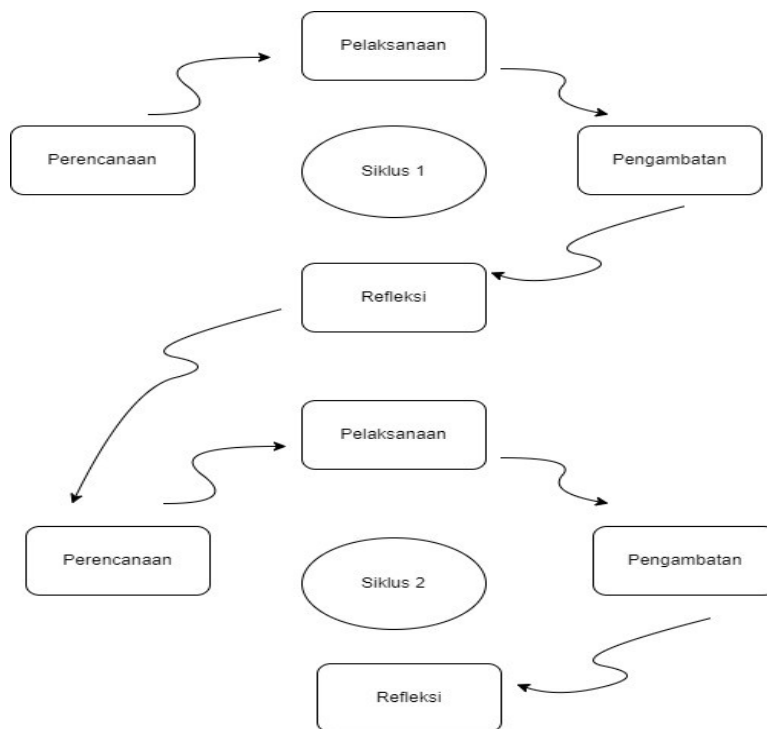 Pelaksanaan
Perencanaan
Siklus 1
Pengambatan
Refleksi
Pelaksanaan
Perencanaan
Siklus 2
Pengambatan
Refleksi